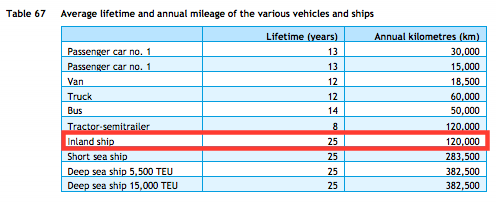 Table 67 Average lifetime and annual mileage of the various vehicles and ships
Lifetime (years) Annual kilometres (km)
Passenger car no. 1 13 30,000
Passenger car no. 1 13 15,000
Van 12 18,500
Truck 12 60,000
Bus 14 50,000
Tractor-semitrailer 8 120,000
Inland ship 25 120,000
Short sea ship 25 283,500
Deep sea ship 5,500 TEU 25 382,500
Deep sea ship 15,000 TEU 25 382,500